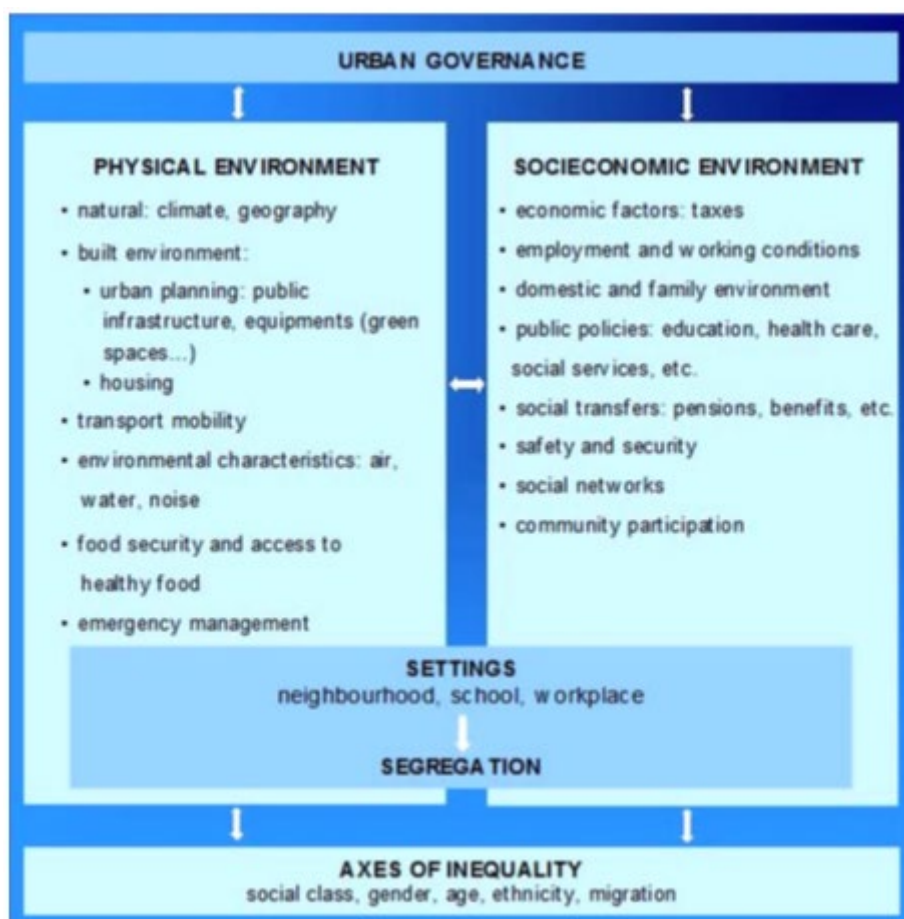 URBAN GOVERNANCE
PHYSICAL ENVIRONMENT
• natural: climate, geography
• built environment:
• urban planning: public
infrastructure, equipments (green
spaces...)
• housing
• transport mobility
• environmental characteristics: air,
water, noise
• food security and access to
healthy food
• emergency management
SOCIECONOMIC ENVIRONMENT
• economic factors: taxes
• employment and working conditions
• domestic and family environment
• public policies: education, health care,
social services, etc.
• social transfers: pensions, benefits, etc.
• safety and security
• social networks
• community participation
SETTINGS
neighbourhood, school, workplace
SEGREGATION
AXES OF INEQUALITY
social class, gender, age, ethnicity, migration